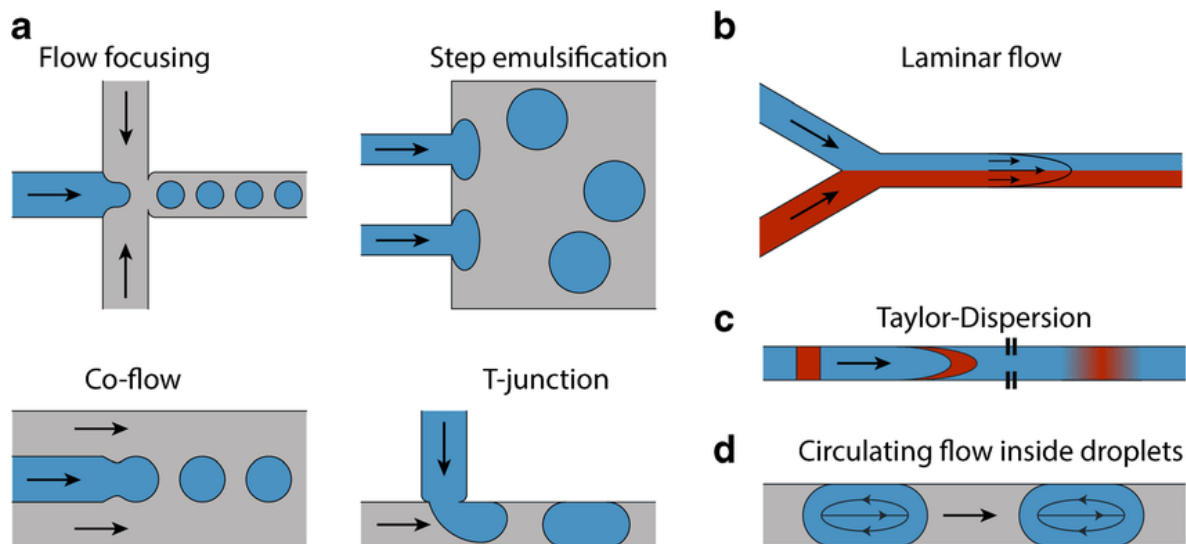 a
Flow focusing
Step emulsification
Co-flow
T-junction
b
Laminar flow
c
Taylor-Dispersion
d
Circulating flow inside droplets